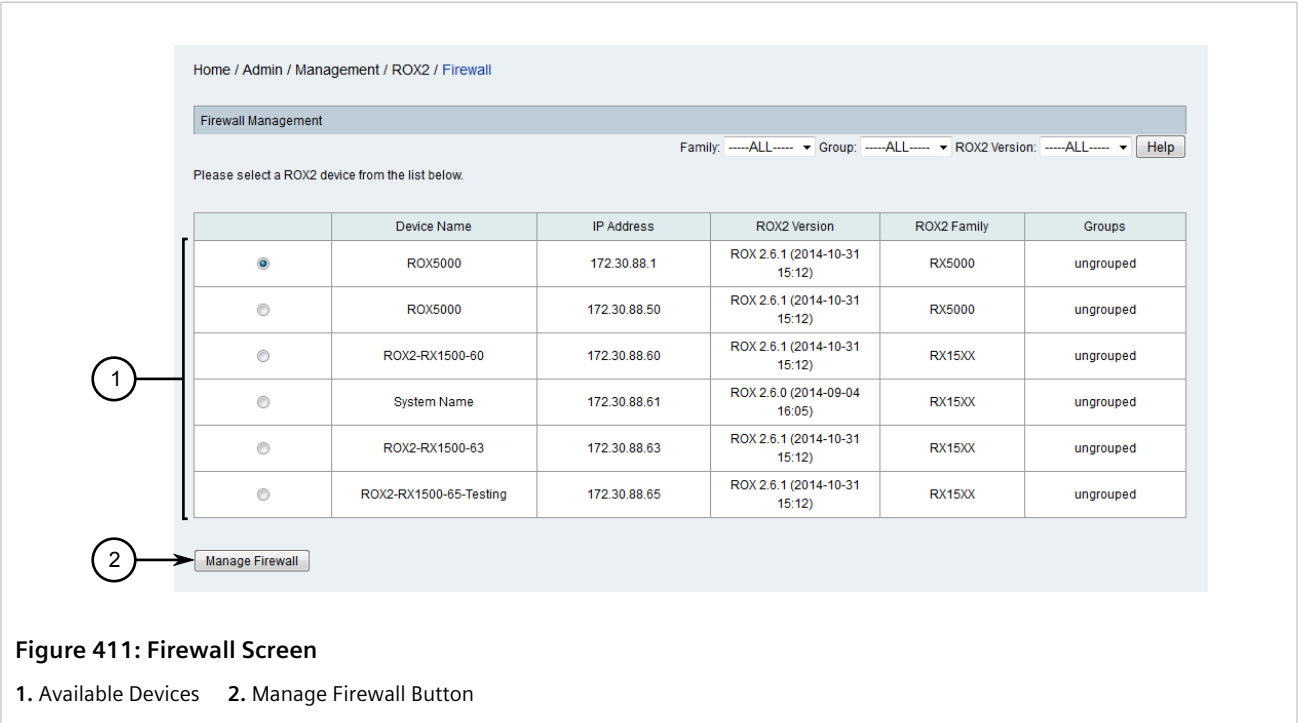 Home / Admin / Management / ROX2 / Firewall
Firewall Management
Family: -----ALL----- Group: -----ALL----- ROX2 Version: -----ALL----- Help
Please select a ROX2 device from the list below.
Device Name IP Address ROX2 Version ROX2 Family Groups
ROX5000 172.30.88.1 ROX 2.6.1 (2014-10-31 15:12) RX5000 ungrouped
ROX5000 172.30.88.50 ROX 2.6.1 (2014-10-31 15:12) RX5000 ungrouped
1
ROX2-RX1500-60 172.30.88.60 ROX 2.6.1 (2014-10-31 15:12) RX15XX ungrouped
System Name 172.30.88.61 ROX 2.6.0 (2014-09-04 16:05) RX15XX ungrouped
ROX2-RX1500-63 172.30.88.63 ROX 2.6.1 (2014-10-31 15:12) RX15XX ungrouped
ROX2-RX1500-65-Testing 172.30.88.65 ROX 2.6.1 (2014-10-31 15:12) RX15XX ungrouped
2
Manage Firewall
Figure 411: Firewall Screen
1. Available Devices 2. Manage Firewall Button